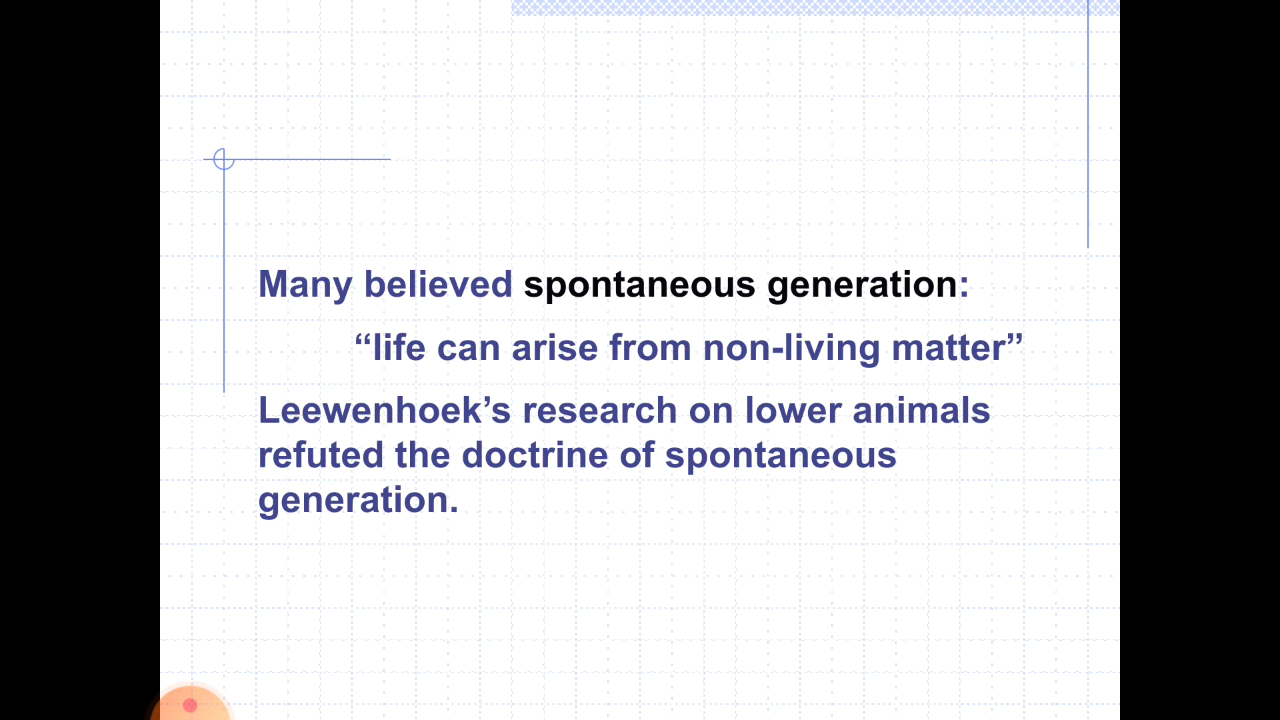 Many believed spontaneous generation:
“life can arise from non-living matter”
Leewenhoek’s research on lower animals
refuted the doctrine of spontaneous
generation.